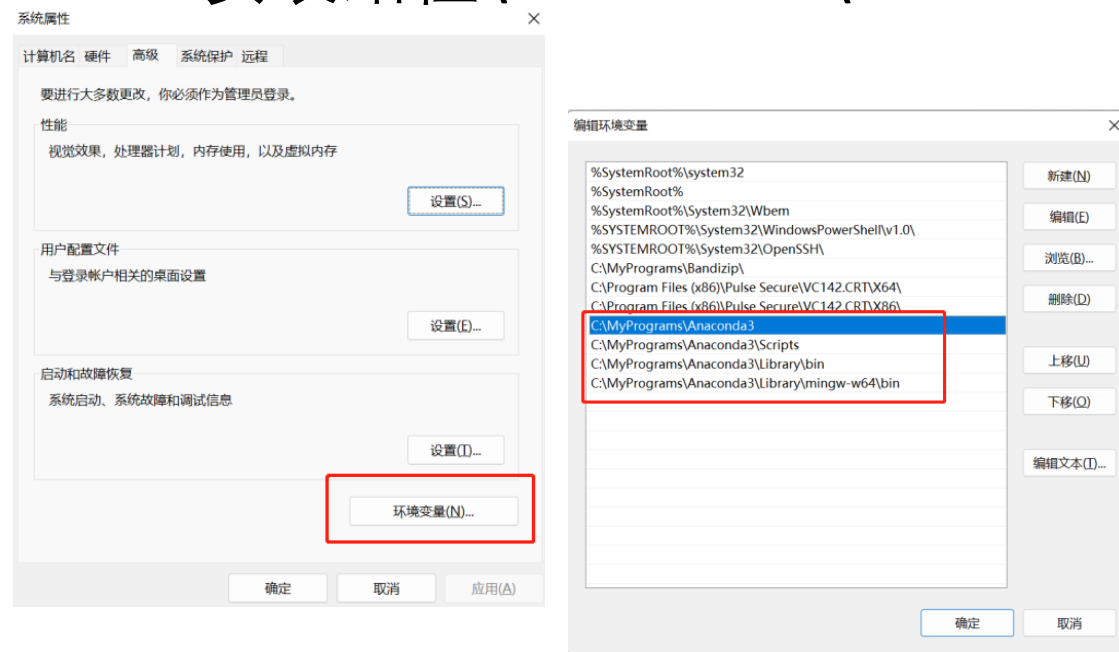 系统属性
计算机名 硬件 高级 系统保护 远程
要进行大多数更改，你必须作为管理员登录。
性能
视觉效果，处理器计划，内存使用，以及虚拟内存
设置(S)...
用户配置文件
与登录帐户相关的桌面设置
设置(E)...
启动和故障恢复
系统启动、系统故障和调试信息
设置(T)...
环境变量(N)...
确定 取消 应用(A)
编辑环境变量
%SystemRoot%\system32
%SystemRoot%
%SystemRoot%\System32\Wbem
%SYSTEMROOT%\System32\WindowsPowerShell\v1.0\
%SYSTEMROOT%\System32\OpenSSH\
C:\MyPrograms\Bandizip\
C:\Program Files (x86)\Pulse Secure\VC142.CRT\X64\
C:\Program Files (x86)\Pulse Secure\VC142.CRT\X86\
C:\MyPrograms\Anaconda3
C:\MyPrograms\Anaconda3\Scripts
C:\MyPrograms\Anaconda3\Library\bin
C:\MyPrograms\Anaconda3\Library\mingw-w64\bin
新建(N)
编辑(E)
浏览(B)...
删除(D)
上移(U)
下移(O)
编辑文本(T)...
确定 取消